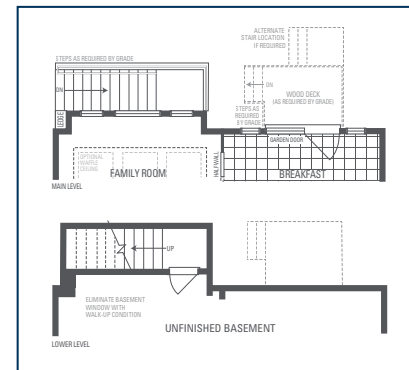 ALTERNATE
STAIR LOCATION
IF REQUIRED
STEPS AS REQUIRED BY GRADE
DN
DN
WOOD DECK
(AS REQUIRED BY GRADE)
STEPS AS
REQUIRED
BY GRADE
LEDGE
GARDEN DOOR
OPTIONAL
WAFFLE
CEILING
FAMILY ROOM
HALF WALL
BREAKFAST
MAIN LEVEL
UP
ELIMINATE BASEMENT
WINDOW WITH
WALK-UP CONDITION
UNFINISHED BASEMENT
LOWER LEVEL